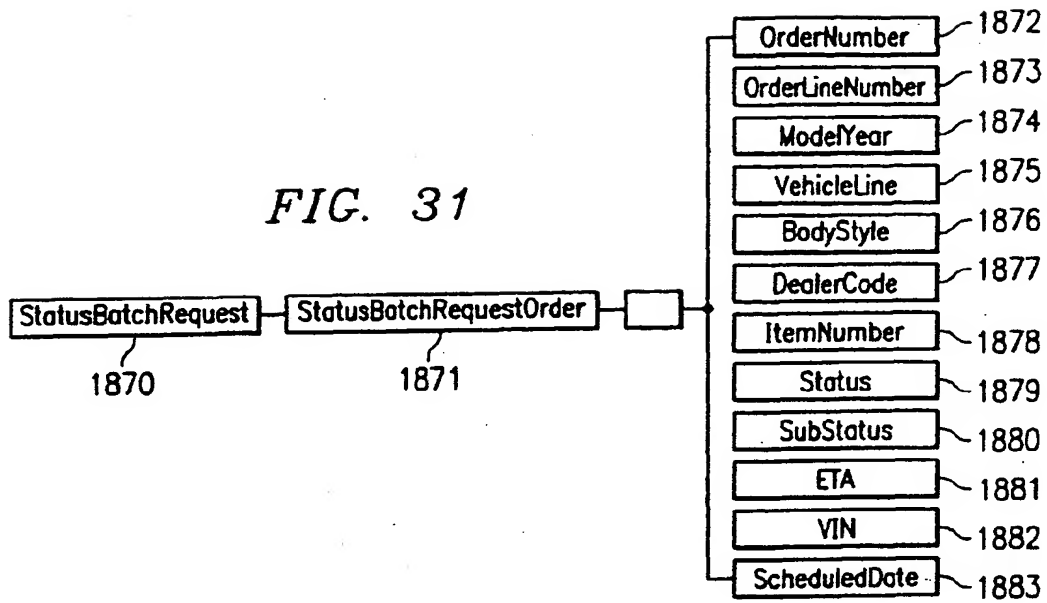 FIG. 31
StatusBatchRequest
1870
StatusBatchRequestOrder
1871
OrderNumber 1872
OrderLineNumber 1873
ModelYear 1874
VehicleLine 1875
BodyStyle 1876
DealerCode 1877
ItemNumber 1878
Status 1879
SubStatus 1880
ETA 1881
VIN 1882
ScheduledDate 1883